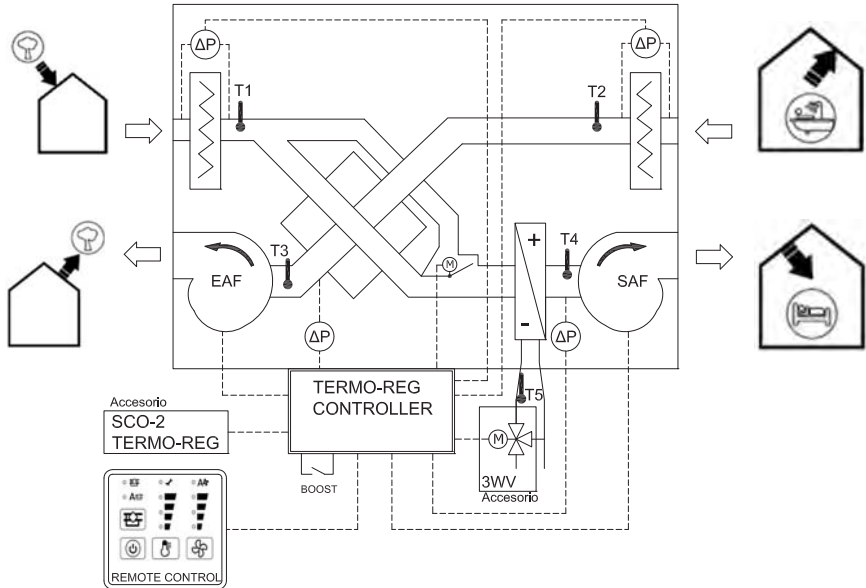 ΔP
ΔP
T1
T2
T3
T4
+
M
EAF
SAF
-
ΔP
ΔP
TERMO-REG
CONTROLLER
T5
Accesorio
SCO-2
TERMO-REG
M
3WV
Accesorio
BOOST
A
A
REMOTE CONTROL